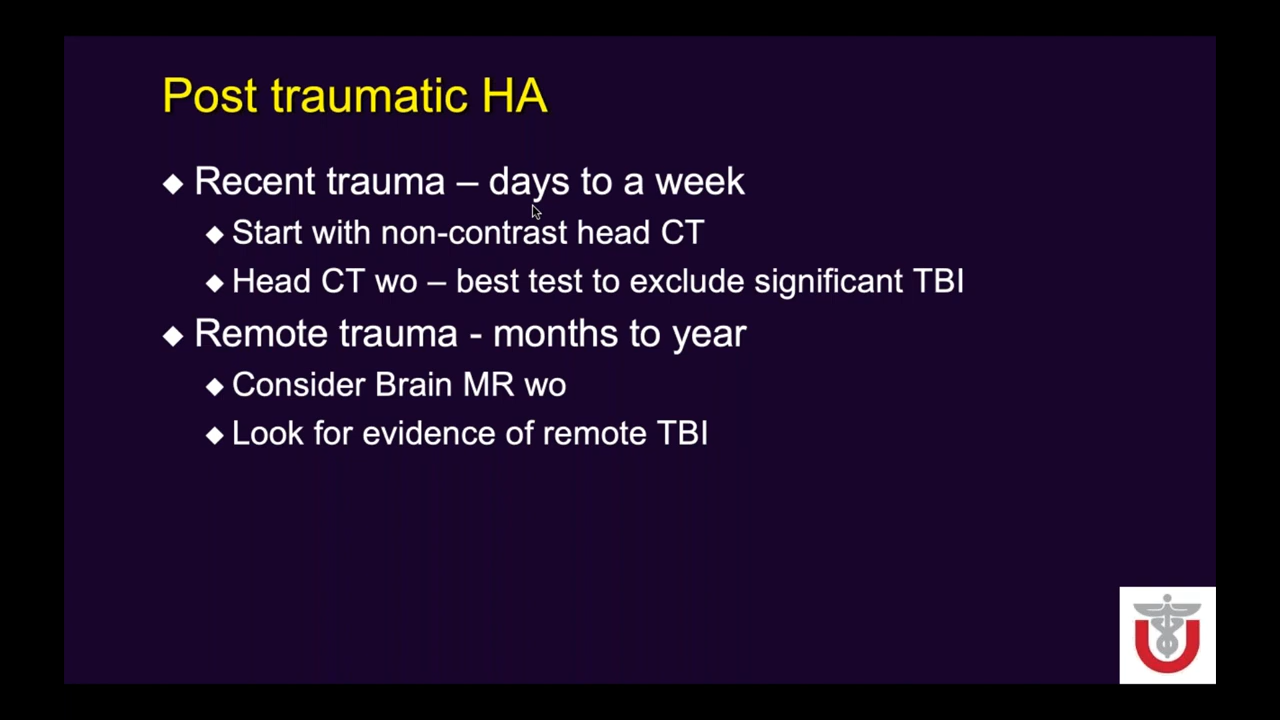 Post traumatic HA
◆ Recent trauma – days to a week
◆ Start with non-contrast head CT
◆ Head CT wo – best test to exclude significant TBI
◆ Remote trauma - months to year
◆ Consider Brain MR wo
◆ Look for evidence of remote TBI
U